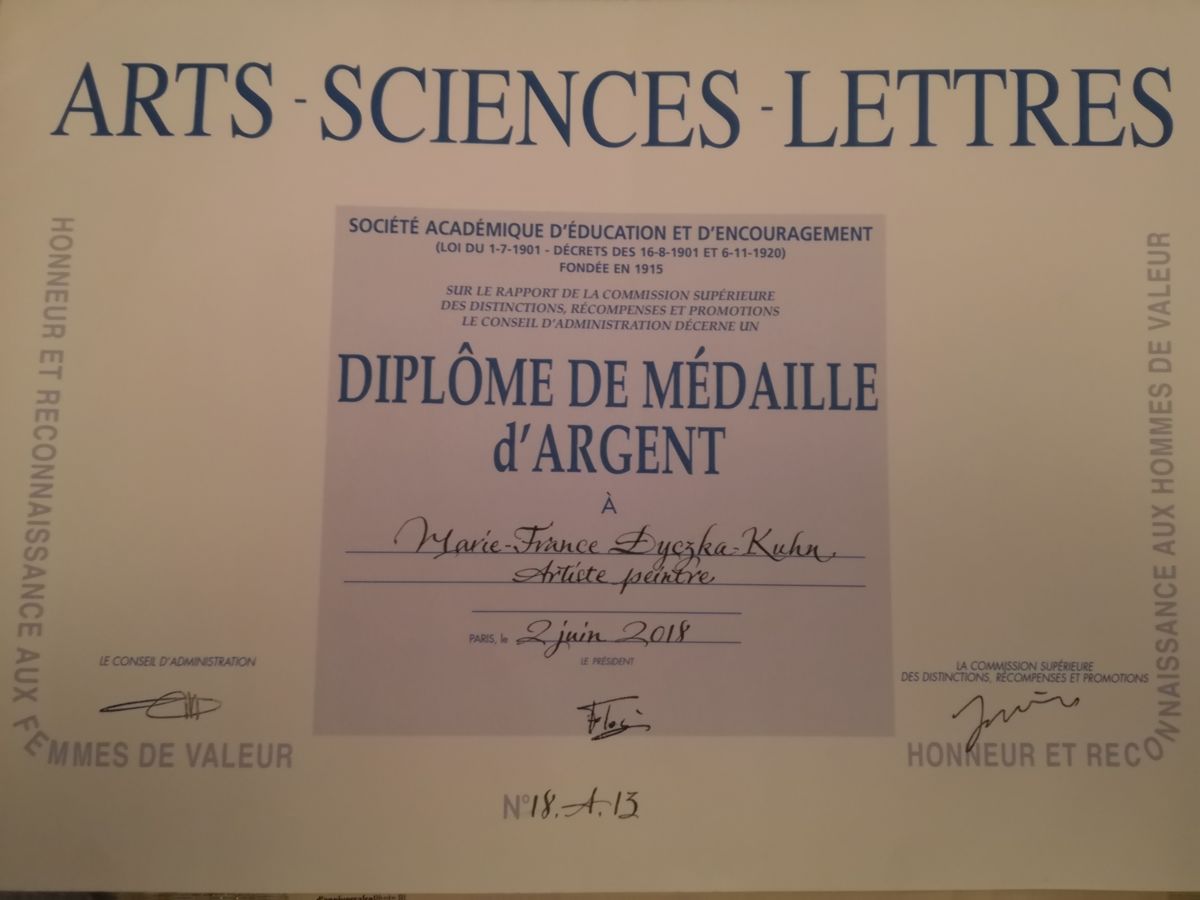 ARTS - SCIENCES - LETTRES
SOCIÉTÉ ACADÉMIQUE D'ÉDUCATION ET D'ENCOURAGEMENT
(LOI DU 1-7-1901 - DÉCRETS DES 16-8-1901 ET 6-11-1920)
FONDÉE EN 1915
SUR LE RAPPORT DE LA COMMISSION SUPÉRIEURE
DES DISTINCTIONS, RÉCOMPENSES ET PROMOTIONS
LE CONSEIL D'ADMINISTRATION DÉCERNE UN
DIPLÔME DE MÉDAILLE
d'ARGENT
À
Marie-France Dyczka-Kuhn
Artiste peintre
PARIS, le 2 juin 2018
LE PRÉSIDENT
LE CONSEIL D'ADMINISTRATION
LA COMMISSION SUPÉRIEURE
DES DISTINCTIONS, RÉCOMPENSES ET PROMOTIONS
HONNEUR ET RECONNAISSANCE AUX FEMMES DE VALEUR
HONNEUR ET RECONNAISSANCE AUX HOMMES DE VALEUR
N° 18.A.13